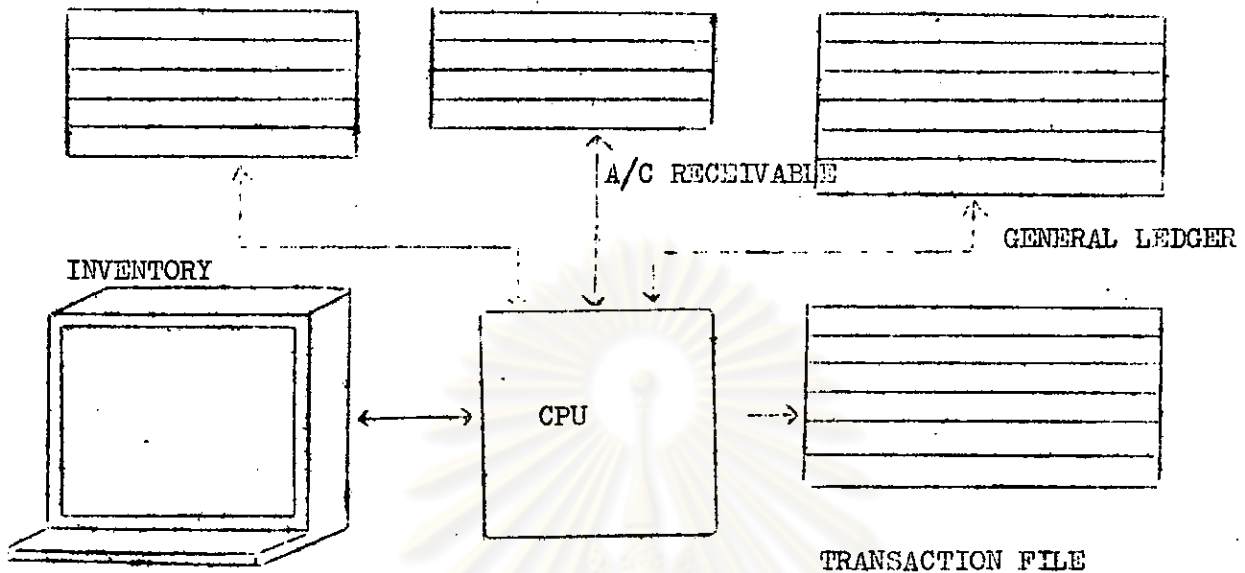 A/C RECEIVABLE
GENERAL LEDGER
INVENTORY
CPU
TRANSACTION FILE